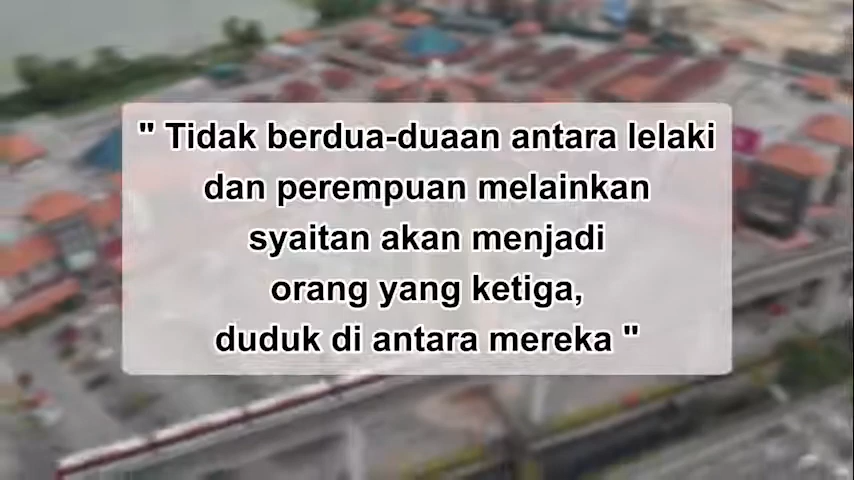 " Tidak berdua-duaan antara lelaki
dan perempuan melainkan
syaitan akan menjadi
orang yang ketiga,
duduk di antara mereka "